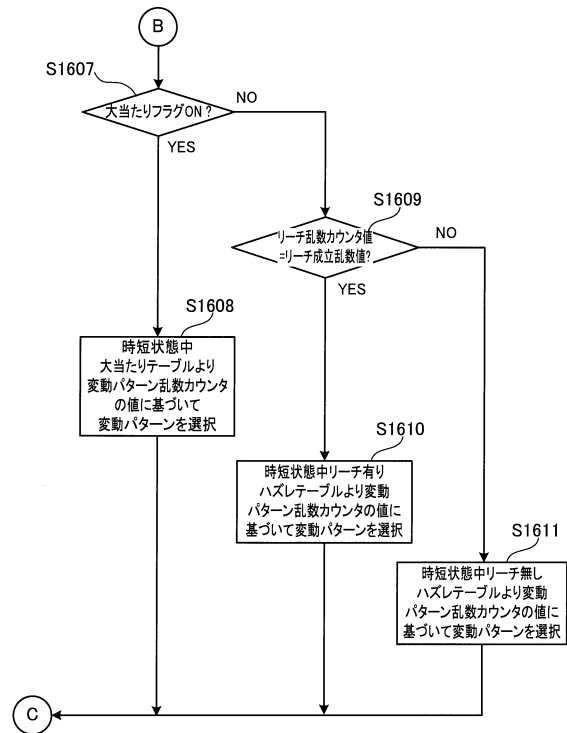 B
S1607
大当たりフラグON？
NO
YES
S1609
リーチ乱数カウンタ値
=リーチ成立乱数値?
NO
YES
S1608
時短状態中
大当たりテーブルより
変動パターン乱数カウンタ
の値に基づいて
変動パターンを選択
S1610
時短状態中リーチ有り
ハズレテーブルより変動
パターン乱数カウンタの値に
基づいて変動パターンを選択
S1611
時短状態中リーチ無し
ハズレテーブルより変動
パターン乱数カウンタの値に
基づいて変動パターンを選択
C